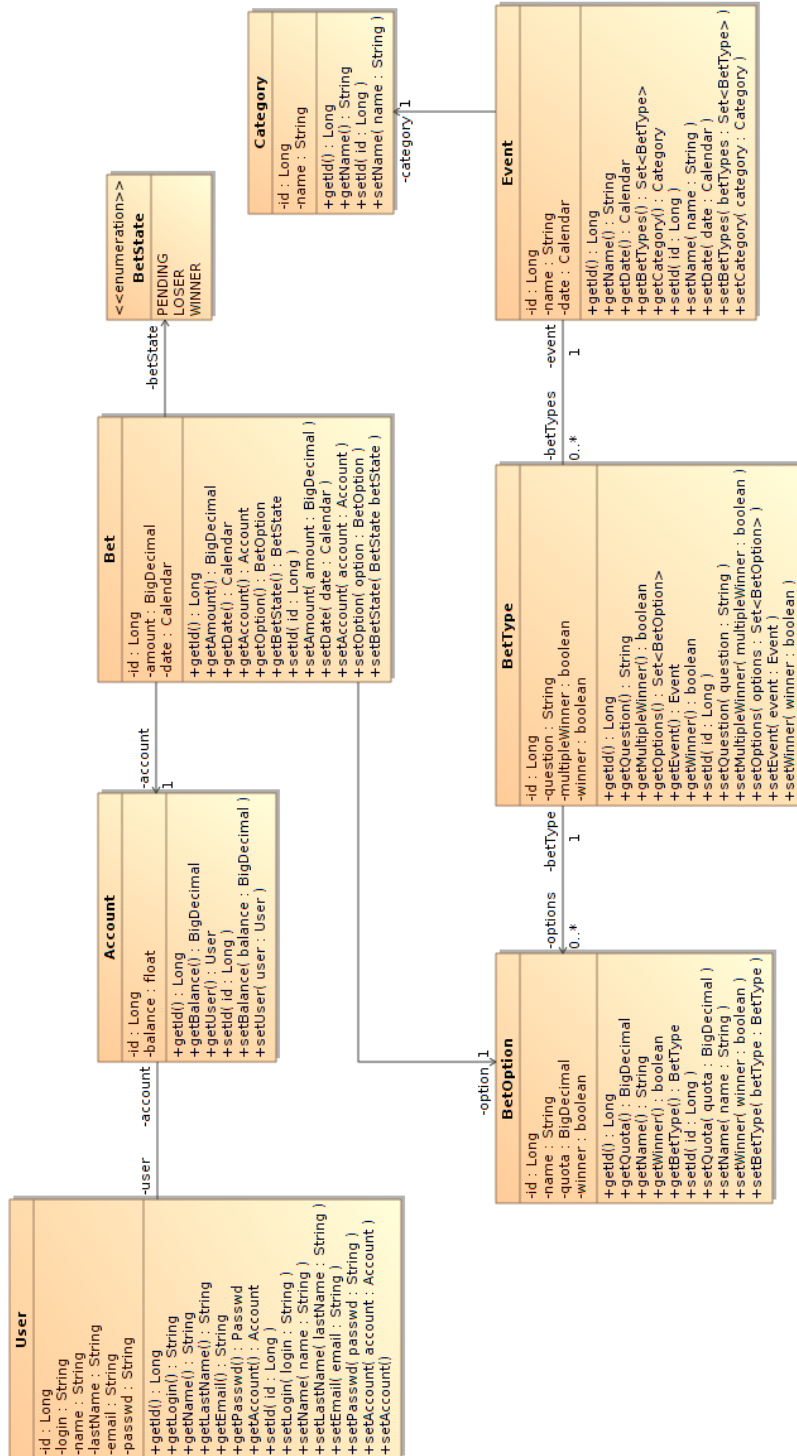 User
-id : Long
-login : String
-name : String
-lastName : String
-email : String
-passwd : String
+getId() : Long
+getLogin() : String
+getName() : String
+getLastName() : String
+getEmail() : String
+getPasswd() : Passwd
+getAccount() : Account
+setId( id : Long )
+setLogin( login : String )
+setName( name : String )
+setLastName( lastName : String )
+setEmail( email : String )
+setPasswd( passwd : String )
+setAccount( account : Account )
+setAccount()
-user
-account
Account
-id : Long
-balance : float
+getId() : Long
+getBalance() : BigDecimal
+getUser() : User
+setId( id : Long )
+setBalance( balance : BigDecimal )
+setUser( user : User )
-account
1
Bet
-id : Long
-amount : BigDecimal
-date : Calendar
+getId() : Long
+getAmount() : BigDecimal
+getDate() : Calendar
+getAccount() : Account
+getOption() : BetOption
+getBetState() : BetState
+setId( id : Long )
+setAmount( amount : BigDecimal )
+setDate( date : Calendar )
+setAccount( account : Account )
+setOption( option : BetOption )
+setBetState( BetState betState )
-betState
<<enumeration>>
BetState
PENDING
LOSER
WINNER
Category
-id : Long
-name : String
+getId() : Long
+getName() : String
+setId( id : Long )
+setName( name : String )
-category 1
-option 1
BetOption
-id : Long
-name : String
-quota : BigDecimal
-winner : boolean
+getId() : Long
+getQuota() : BigDecimal
+getName() : String
+getWinner() : boolean
+getBetType() : BetType
+setId( id : Long )
+setQuota( quota : BigDecimal )
+setName( name : String )
+setWinner( winner : boolean )
+setBetType( betType : BetType )
-options
0..*
-betType
1
BetType
-id : Long
-question : String
-multipleWinner : boolean
-winner : boolean
+getId() : Long
+getQuestion() : String
+getMultipleWinner() : boolean
+getOptions() : Set<BetOption>
+getEvent() : Event
+getWinner() : boolean
+setId( id : Long )
+setQuestion( question : String )
+setMultipleWinner( multipleWinner : boolean )
+setOptions( options : Set<BetOption> )
+setEvent( event : Event )
+setWinner( winner : boolean )
-betTypes
0..*
-event
1
Event
-id : Long
-name : String
-date : Calendar
+getId() : Long
+getName() : String
+getDate() : Calendar
+getBetTypes() : Set<BetType>
+getCategory() : Category
+setId( id : Long )
+setName( name : String )
+setDate( date : Calendar )
+setBetTypes( betTypes : Set<BetType> )
+setCategory( category : Category )